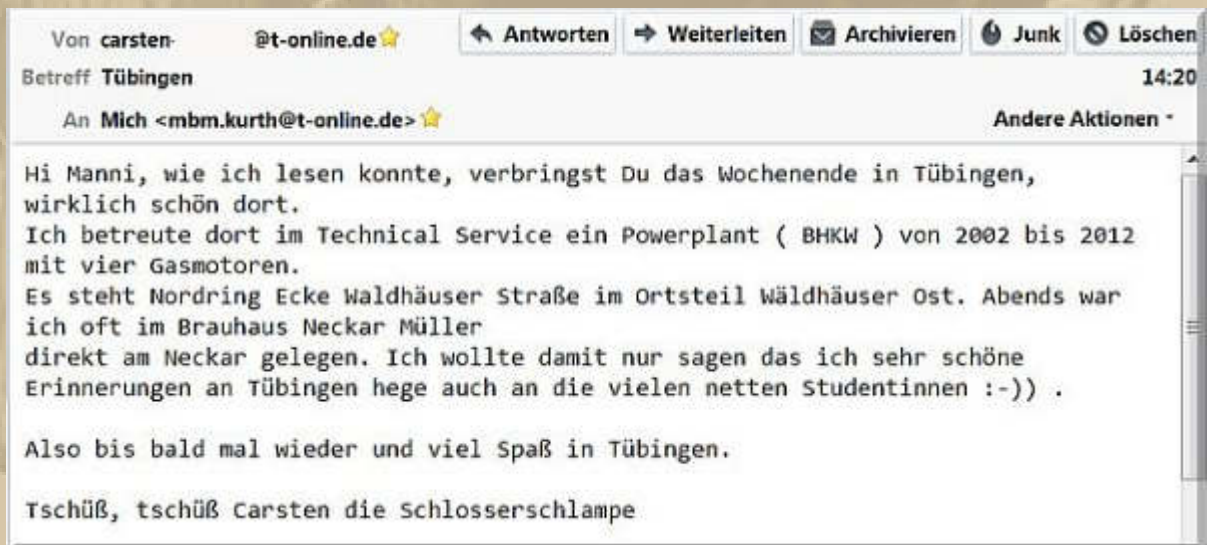 Von carsten- @t-online.de Antworten Weiterleiten Archivieren Junk Löschen
Betreff Tübingen 14:20
An Mich <mbm.kurth@t-online.de> Andere Aktionen
Hi Manni, wie ich lesen konnte, verbringst Du das Wochenende in Tübingen,
wirklich schön dort.
Ich betreute dort im Technical Service ein Powerplant ( BHKW ) von 2002 bis 2012
mit vier Gasmotoren.
Es steht Nordring Ecke Waldhäuser Straße im Ortsteil Wäldhäuser Ost. Abends war
ich oft im Brauhaus Neckar Müller
direkt am Neckar gelegen. Ich wollte damit nur sagen das ich sehr schöne
Erinnerungen an Tübingen hege auch an die vielen netten Studentinnen :-)) .
Also bis bald mal wieder und viel Spaß in Tübingen.
Tschüß, tschüß Carsten die Schlosserschlampe